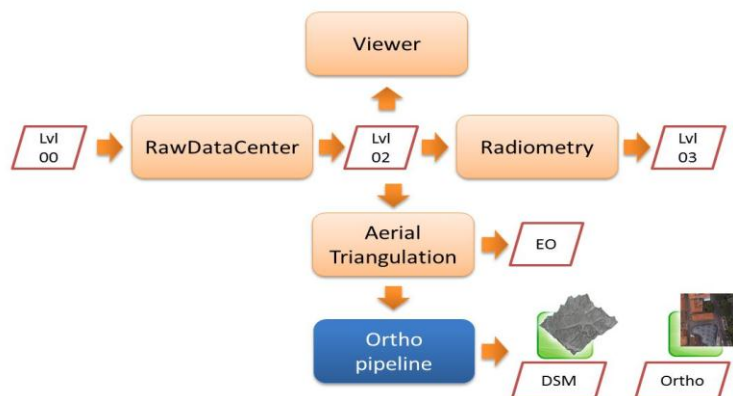 Viewer
Lvl
00
RawDataCenter
Lvl
02
Radiometry
Lvl
03
Aerial
Triangulation
EO
Ortho
pipeline
DSM
Ortho